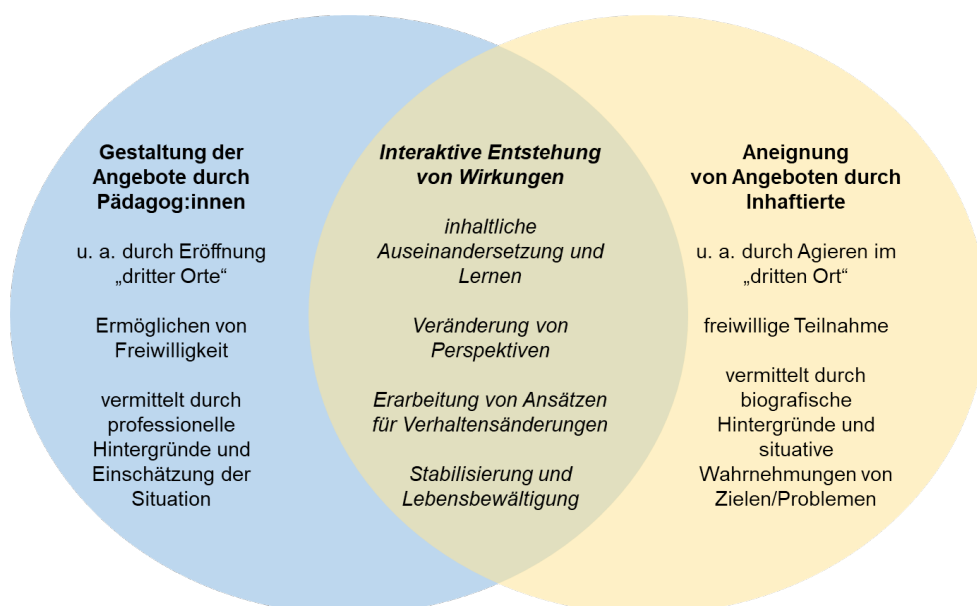 Gestaltung der
Angebote durch
Pädagog:innen
u. a. durch Eröffnung
„dritter Orte“
Ermöglichen von
Freiwilligkeit
vermittelt durch
professionelle
Hintergründe und
Einschätzung der
Situation
Interaktive Entstehung
von Wirkungen
inhaltliche
Auseinandersetzung und
Lernen
Veränderung von
Perspektiven
Erarbeitung von Ansätzen
für Verhaltensänderungen
Stabilisierung und
Lebensbewältigung
Aneignung
von Angeboten durch
Inhaftierte
u. a. durch Agieren im
„dritten Ort“
freiwillige Teilnahme
vermittelt durch
biografische
Hintergründe und
situative
Wahrnehmungen von
Zielen/Problemen